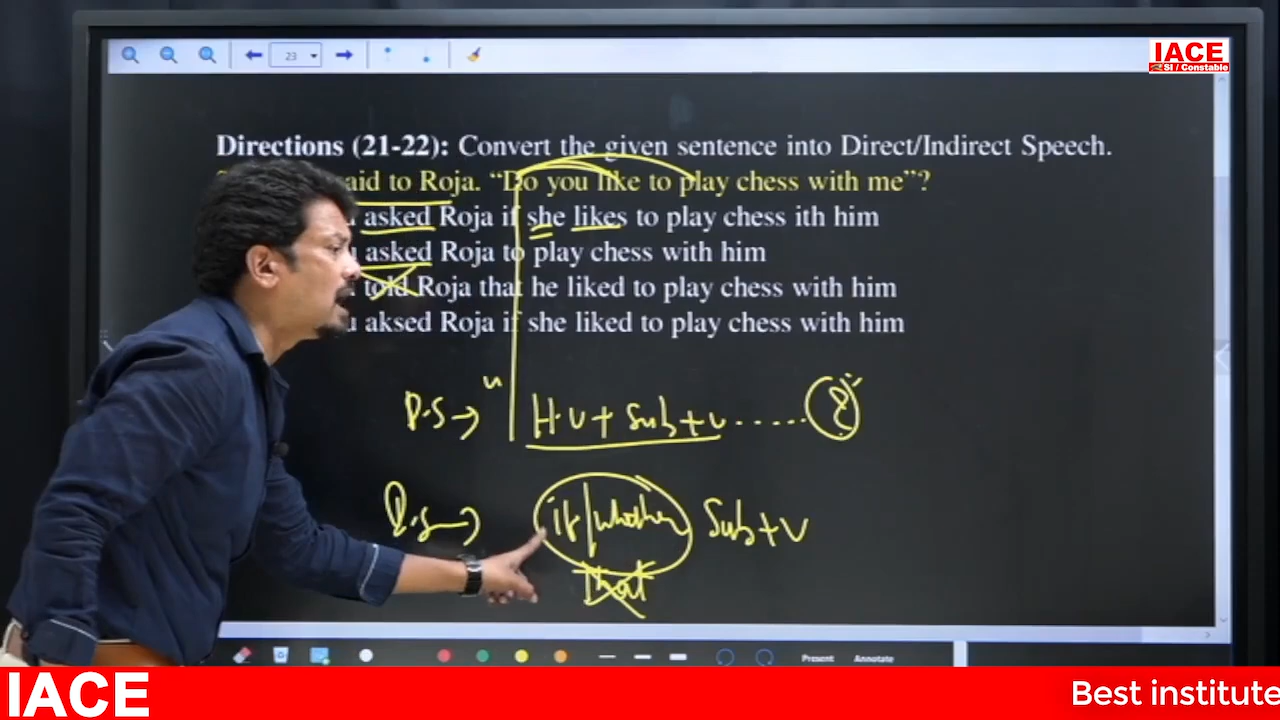 IACE
SI / Constable
23
Directions (21-22): Convert the given sentence into Direct/Indirect Speech.
aid to Roja. “Do you like to play chess with me”?
asked Roja if she likes to play chess ith him
asked Roja to play chess with him
told Roja that he liked to play chess with him
u aksed Roja if she liked to play chess with him
D.S → " H.V + Sub + v ...... ? "
→ if/whether Sub + V
that
Present Annotate
IACE
Best institute